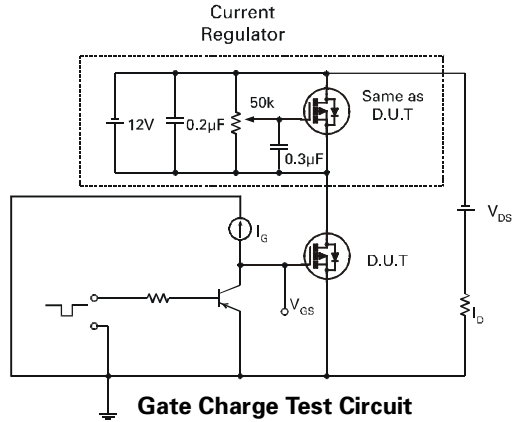 Current
Regulator
50k
Same as
D.U.T
12V
0.2µF
0.3µF
V_DS
I_G
D.U.T
V_GS
I_D
Gate Charge Test Circuit